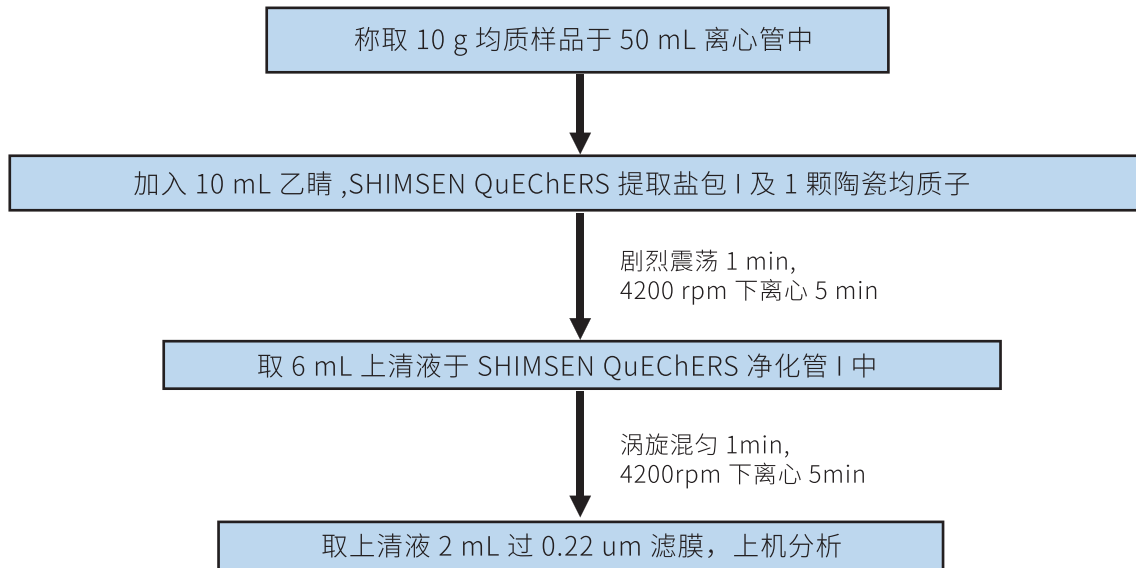 称取 10 g 均质样品于 50 mL 离心管中
加入 10 mL 乙睛 ,SHIMSEN QuEChERS 提取盐包 I 及 1 颗陶瓷均质子
剧烈震荡 1 min,
4200 rpm 下离心 5 min
取 6 mL 上清液于 SHIMSEN QuEChERS 净化管 I 中
涡旋混匀 1min,
4200rpm 下离心 5min
取上清液 2 mL 过 0.22 um 滤膜，上机分析